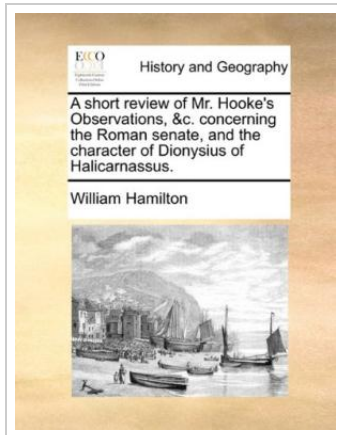 ECCO
History and Geography
A short review of Mr. Hooke's
Observations, &c. concerning
the Roman senate, and the
character of Dionysius of
Halicarnassus.
William Hamilton